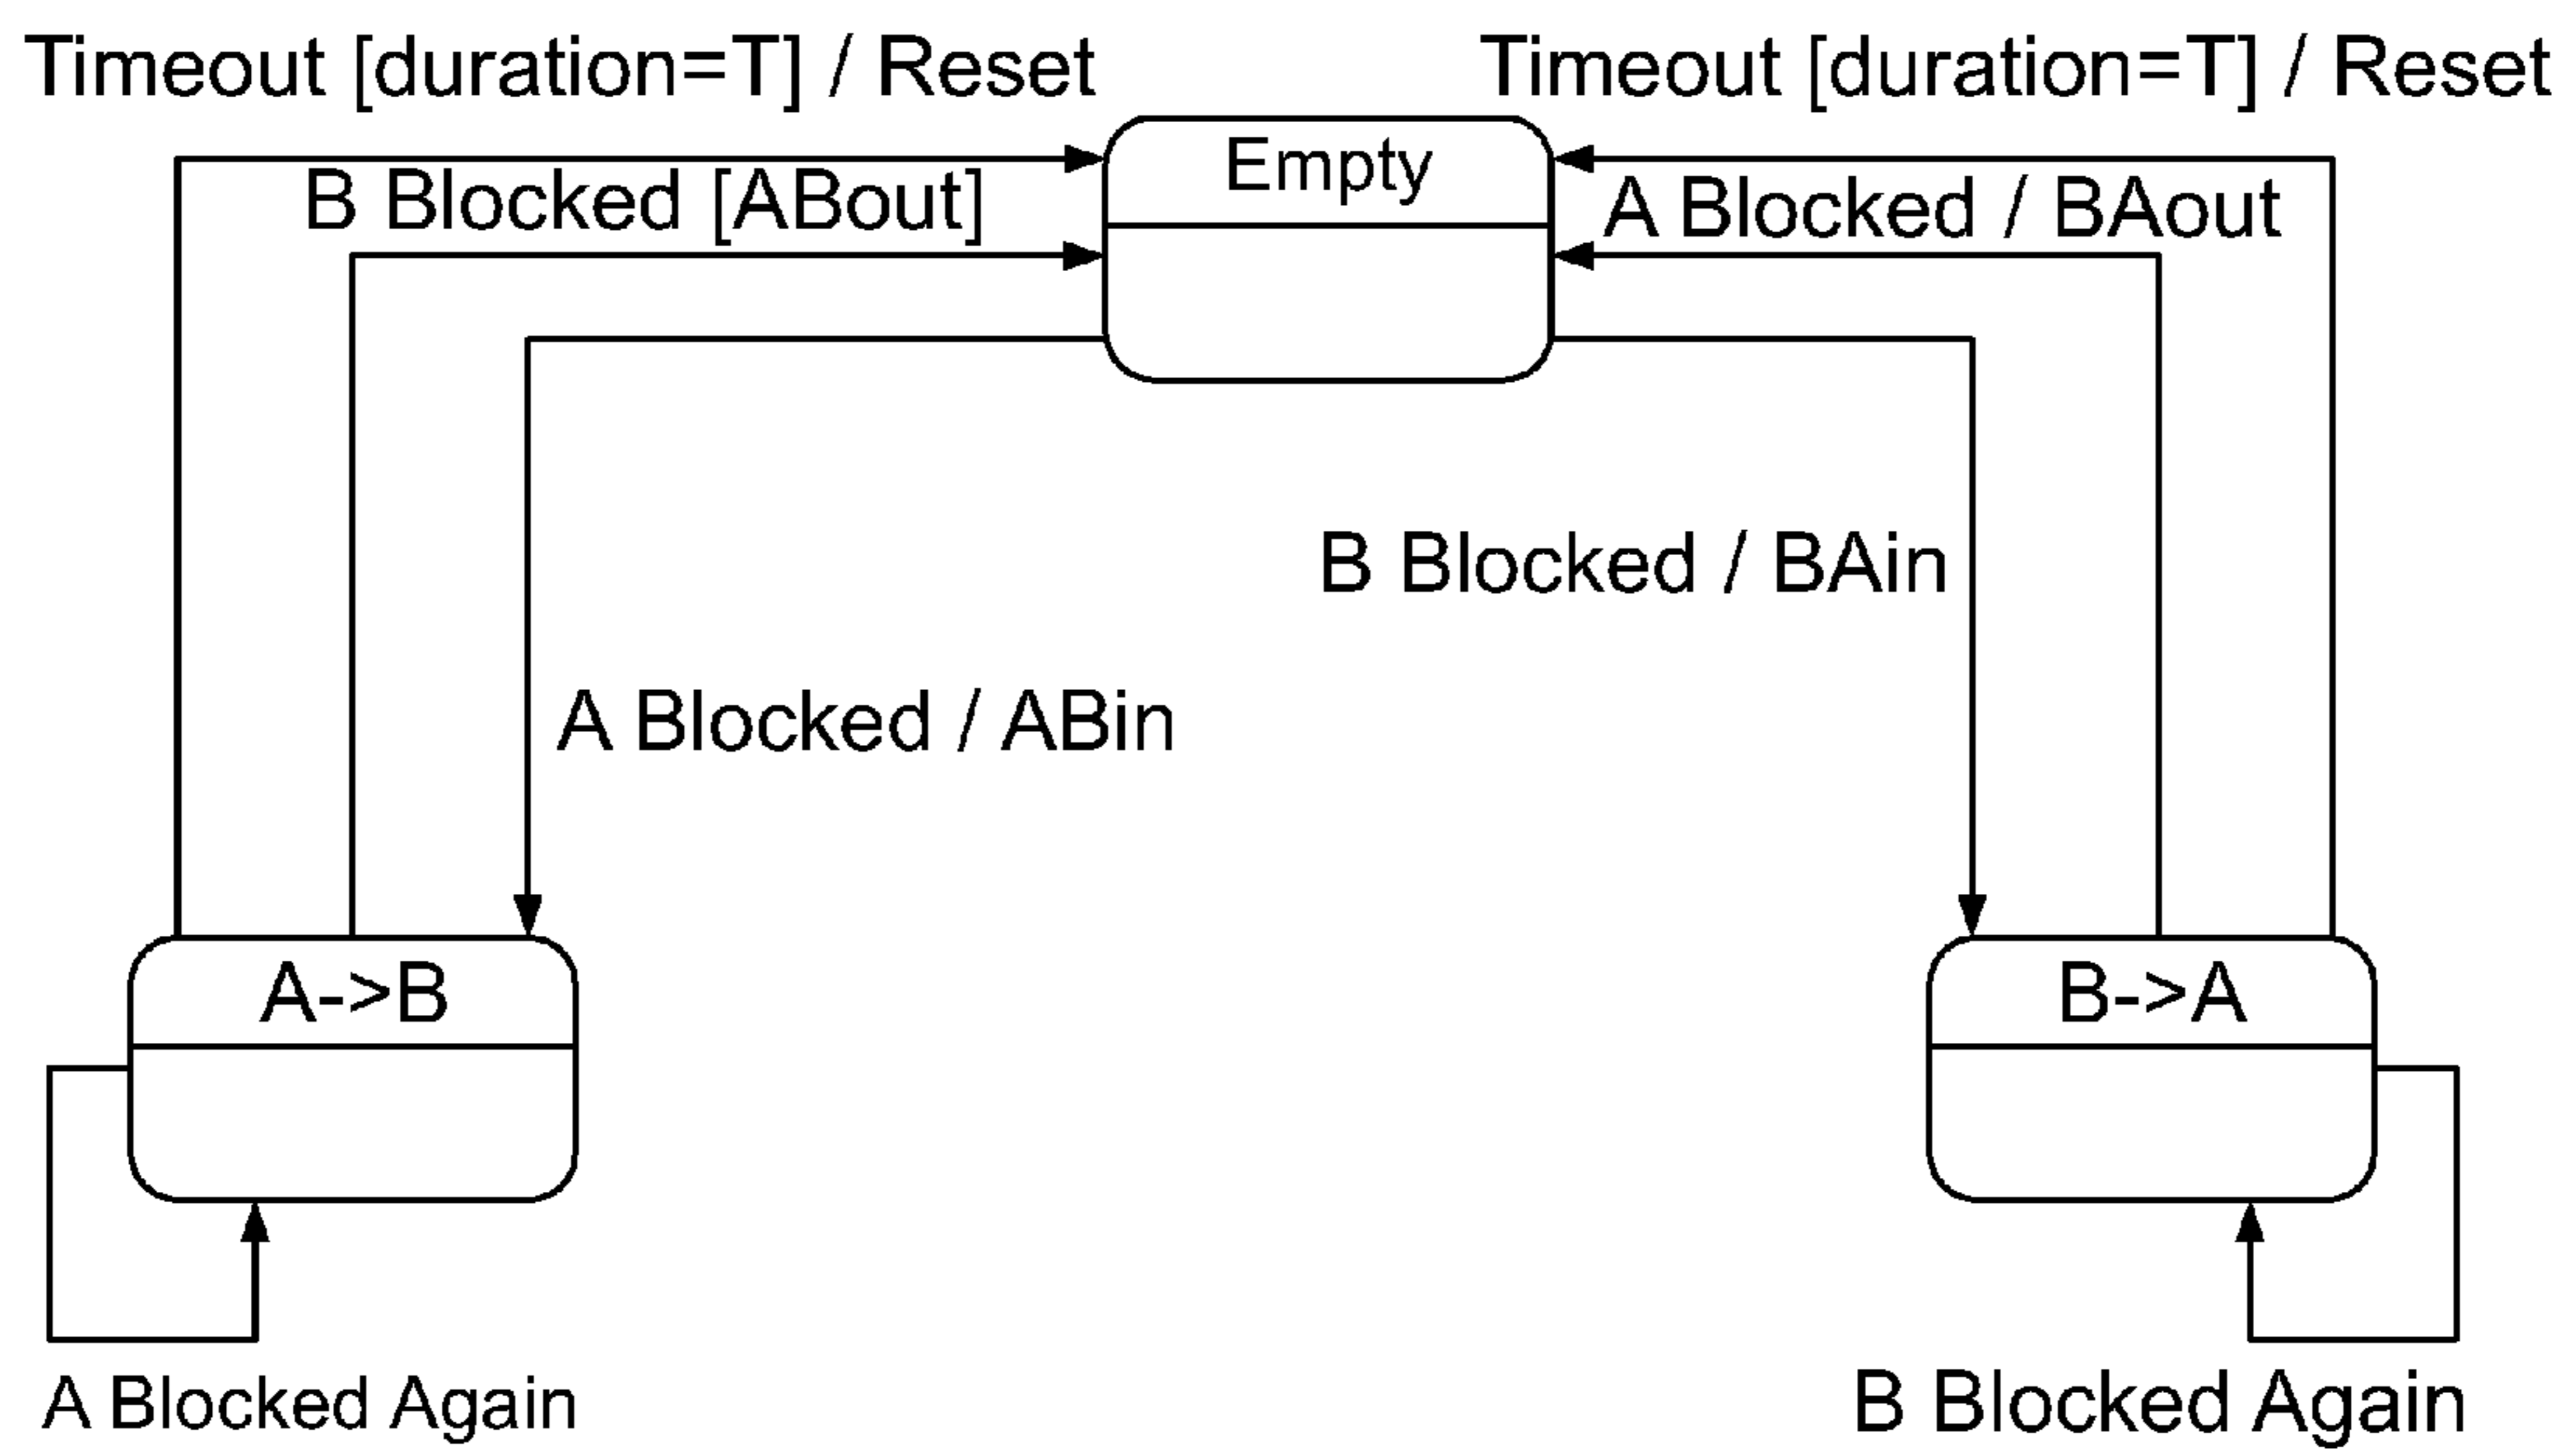 Timeout [duration=T] / Reset
Timeout [duration=T] / Reset
Empty
B Blocked [ABout]
A Blocked / BAout
B Blocked / BAin
A Blocked / ABin
A->B
B->A
A Blocked Again
B Blocked Again